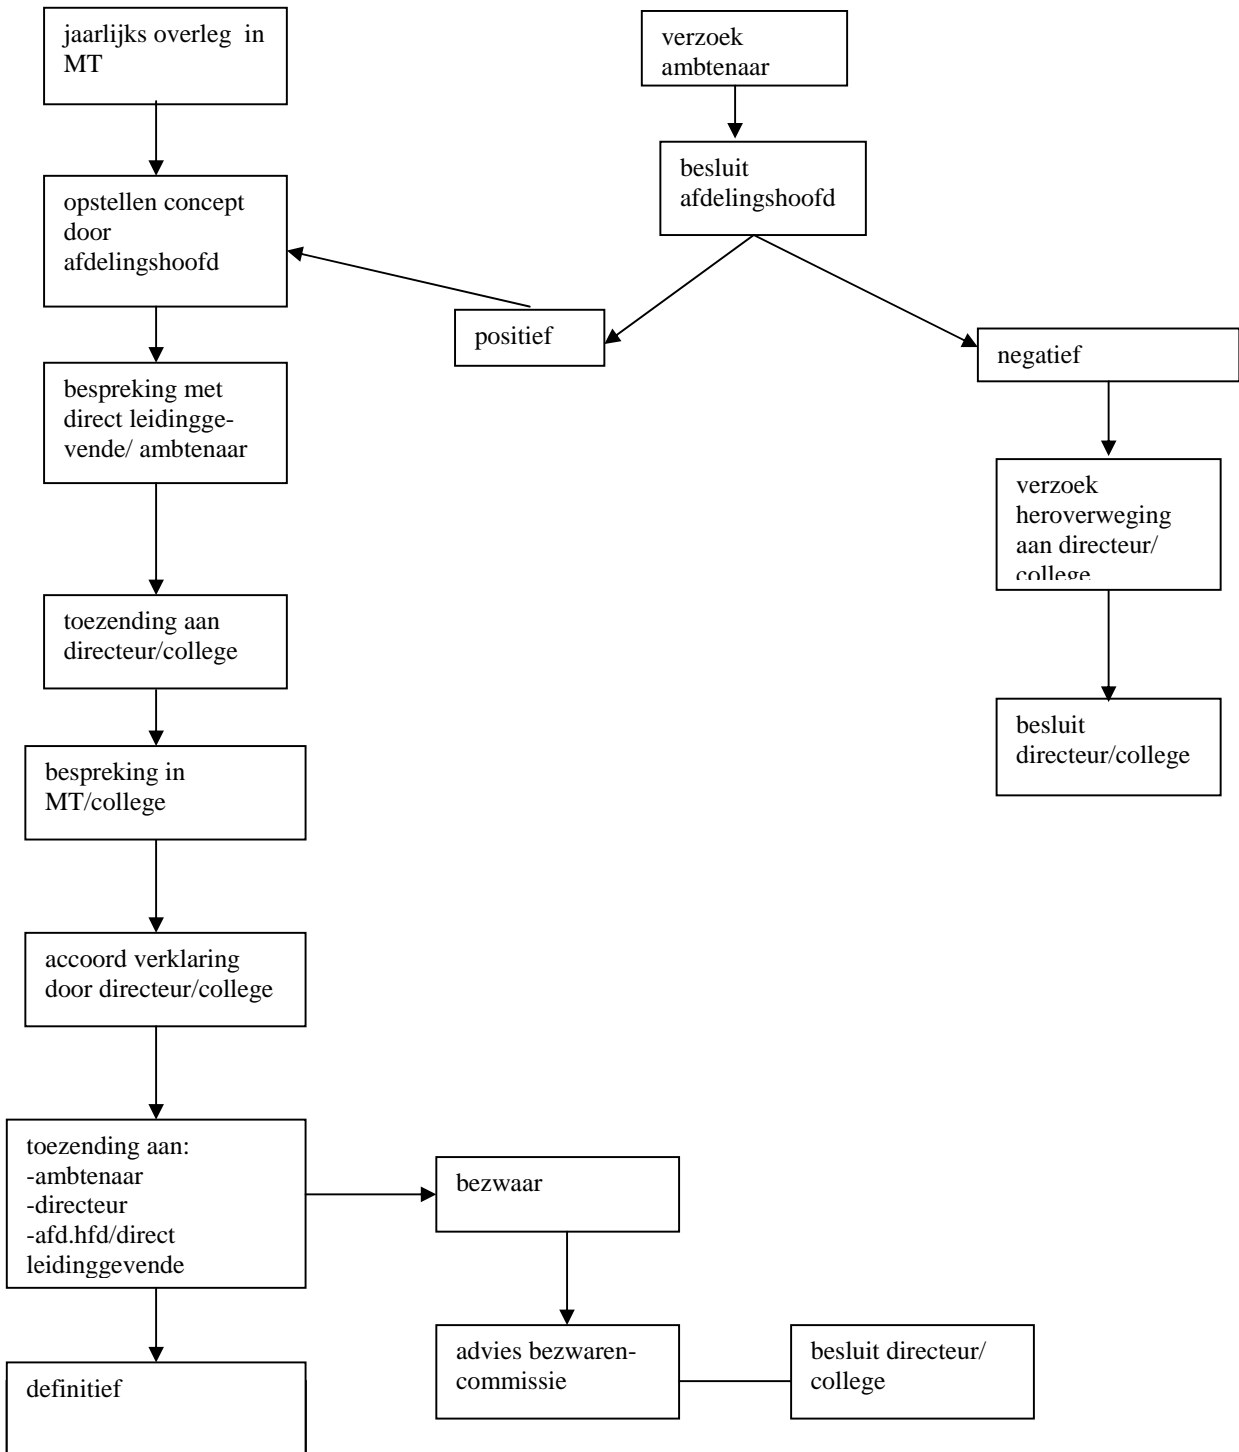 jaarlijks overleg in
MT
verzoek
ambtenaar
besluit
afdelingshoofd
opstellen concept
door
afdelingshoofd
positief
negatief
bespreking met
direct leidingge-
vende/ ambtenaar
verzoek
heroverweging
aan directeur/
college
toezending aan
directeur/college
besluit
directeur/college
bespreking in
MT/college
accoord verklaring
door directeur/college
toezending aan:
-ambtenaar
-directeur
-afd.hfd/direct
leidinggevende
bezwaar
advies bezwaren-
commissie
besluit directeur/
college
definitief